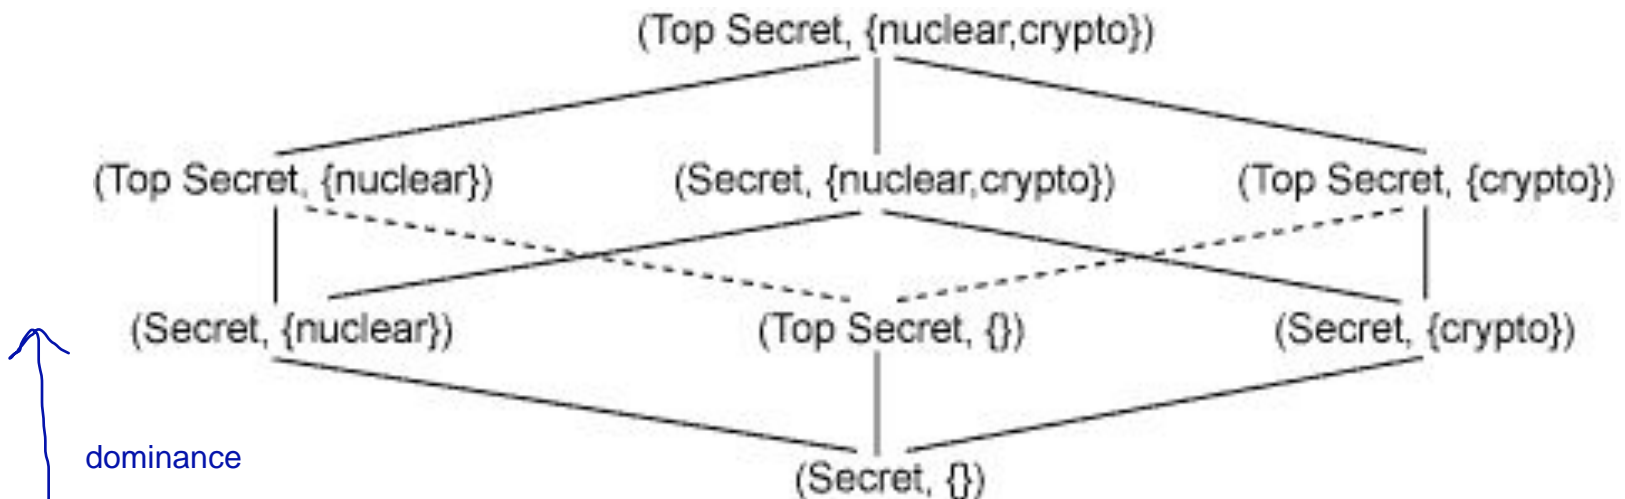 (Top Secret, {nuclear,crypto})
(Top Secret, {nuclear})
(Secret, {nuclear,crypto})
(Top Secret, {crypto})
(Secret, {nuclear})
(Top Secret, {})
(Secret, {crypto})
dominance
(Secret, {})